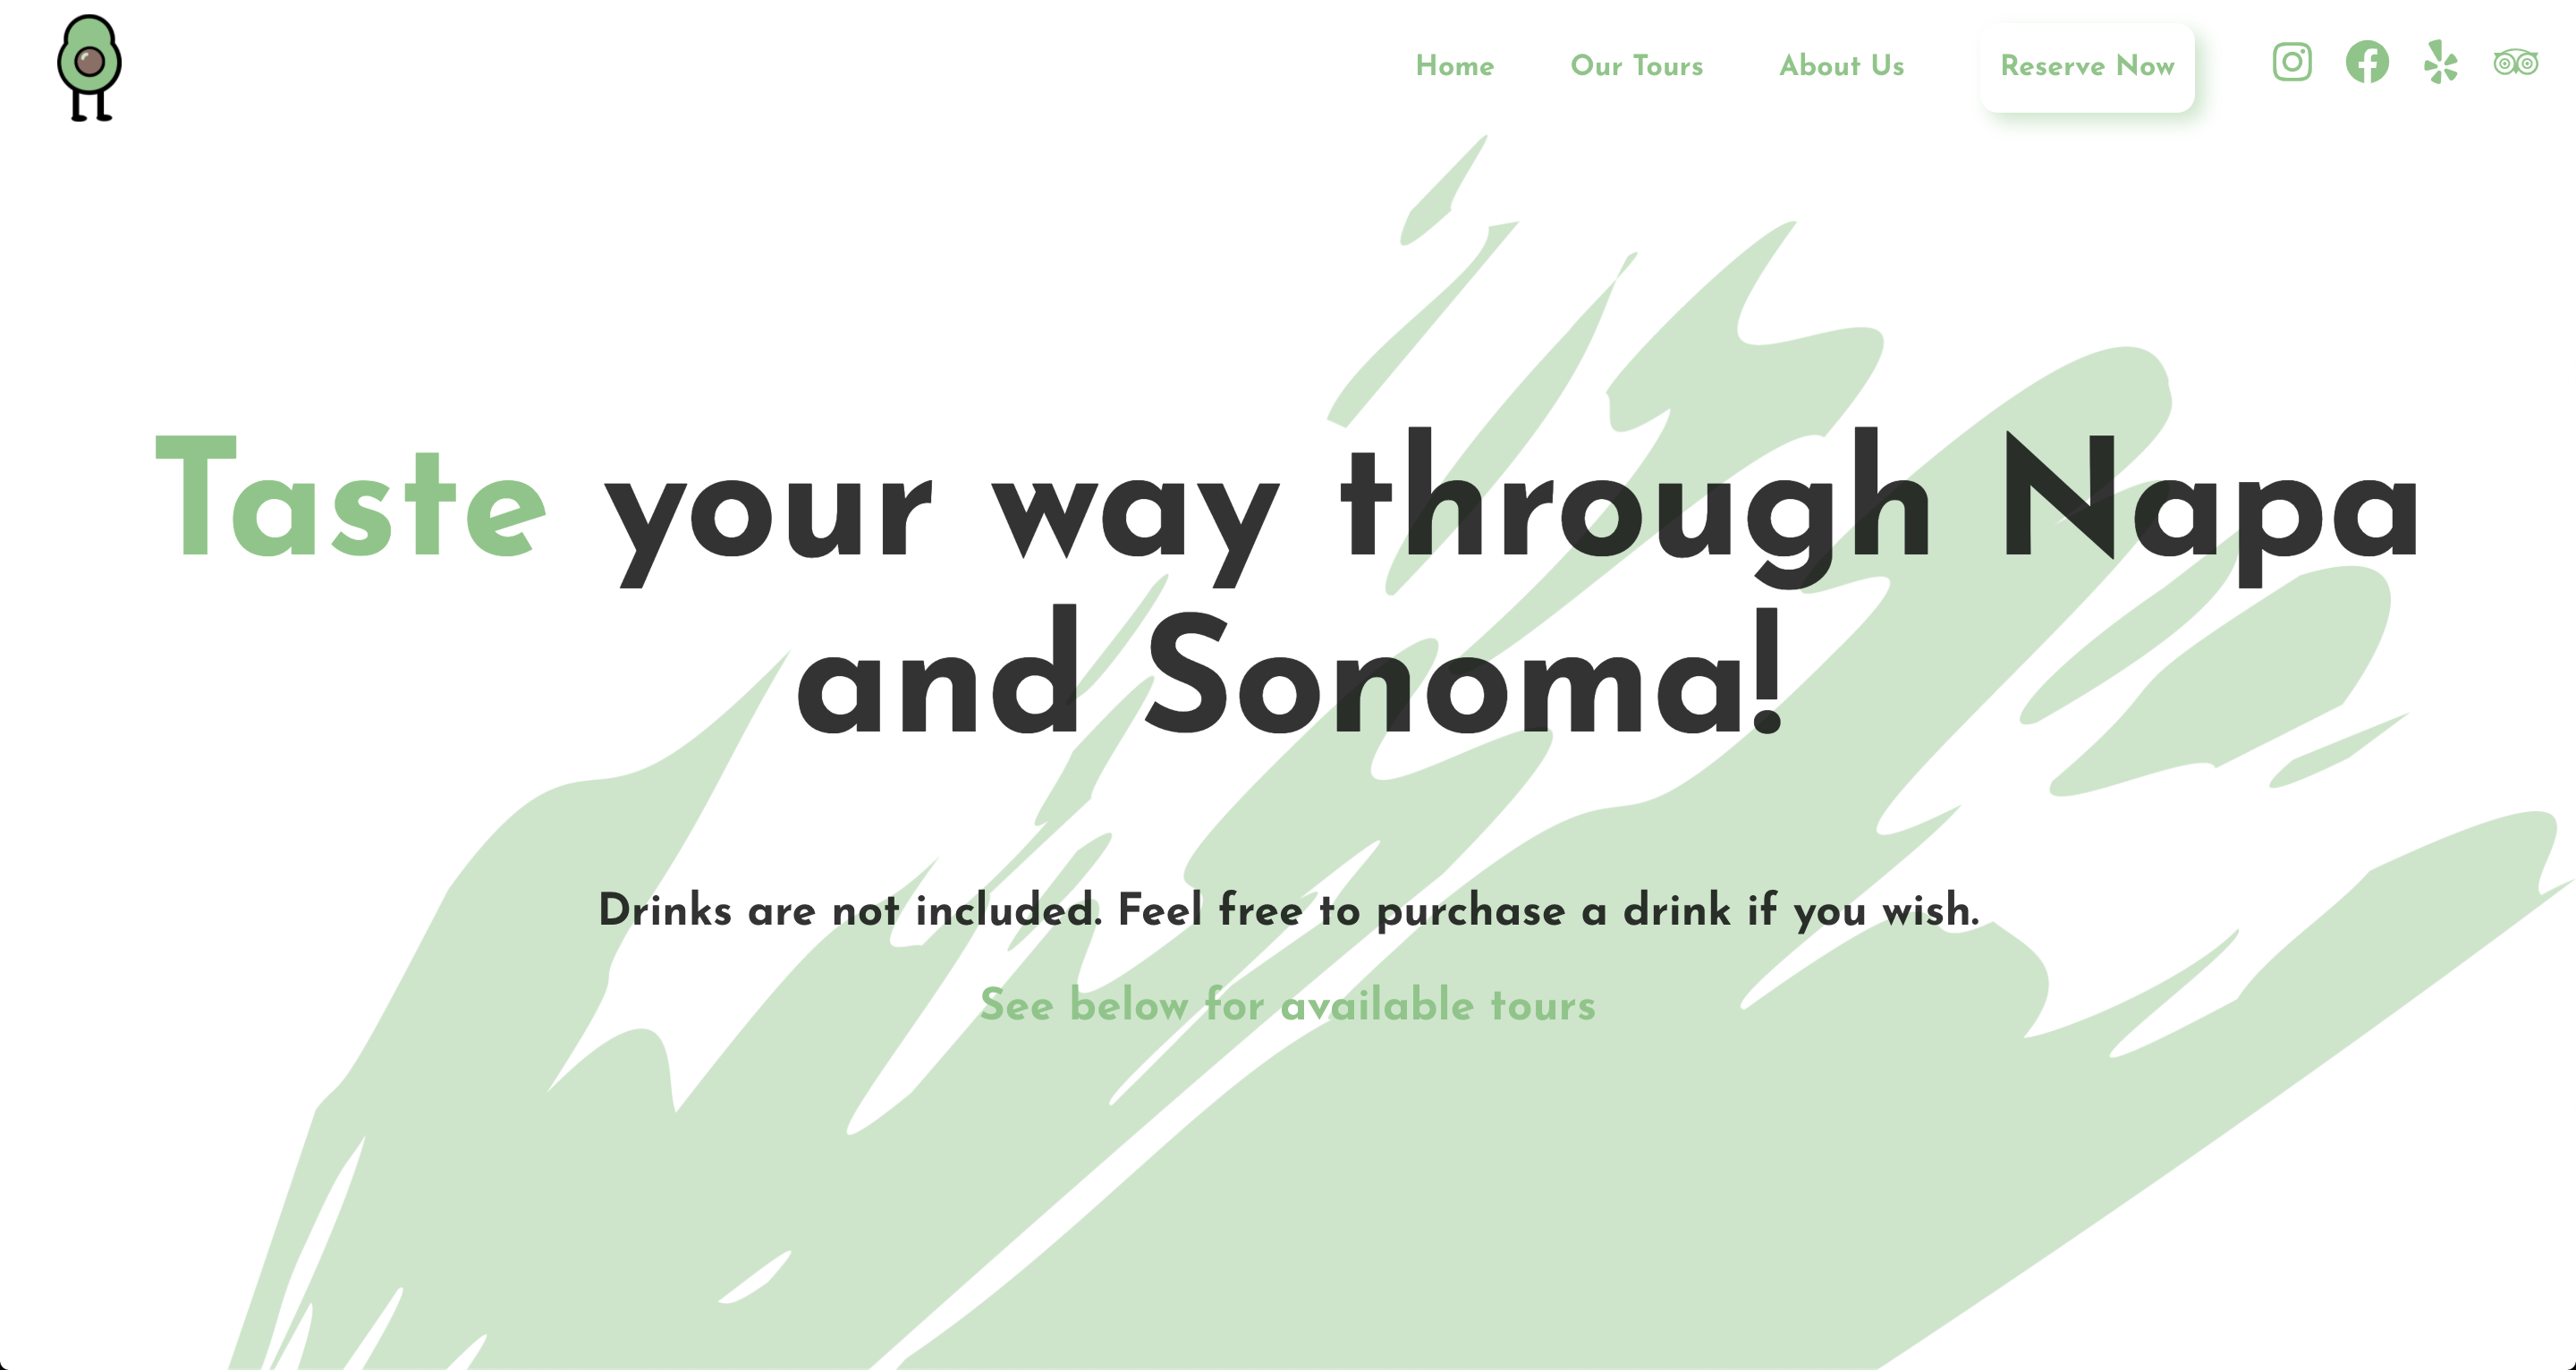 Home Our Tours About Us Reserve Now
Taste your way through Napa
and Sonoma!
Drinks are not included. Feel free to purchase a drink if you wish.
See below for available tours